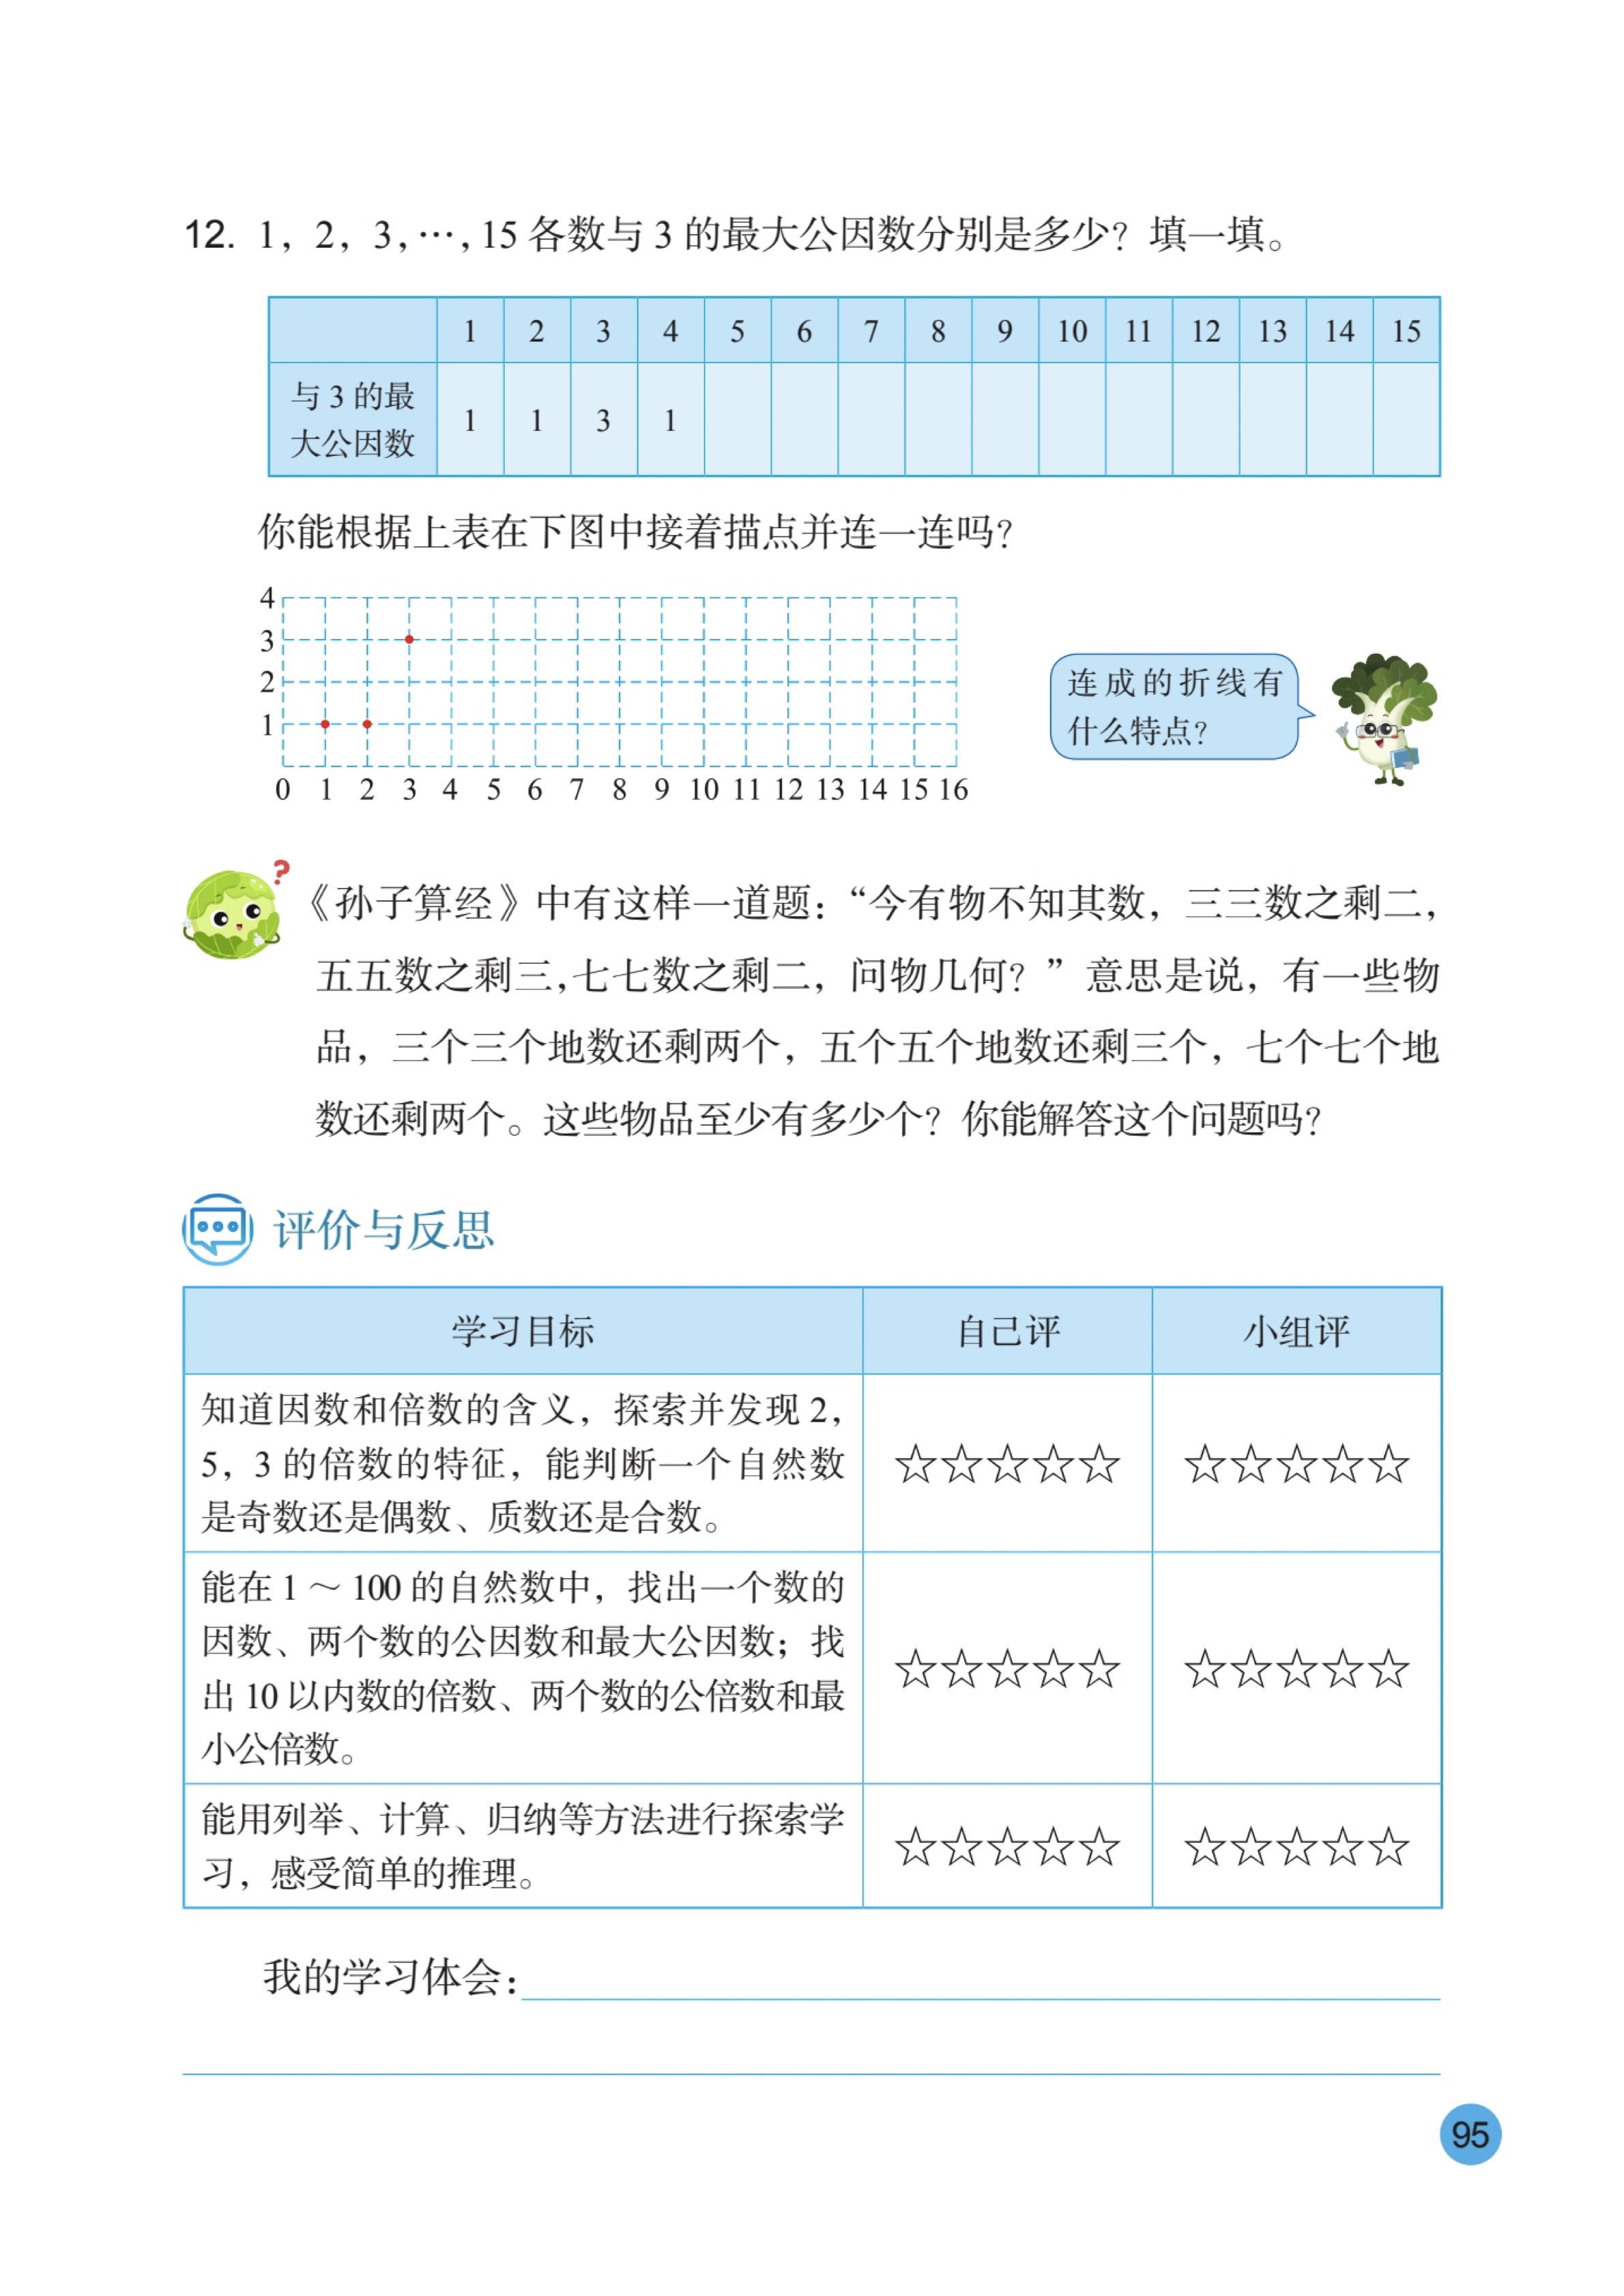 12. 1，2，3，…，15 各数与 3 的最大公因数分别是多少？填一填。
1 2 3 4 5 6 7 8 9 10 11 12 13 14 15
与 3 的最
大公因数
1 1 3 1
你能根据上表在下图中接着描点并连一连吗？
4
3
2
1
0 1 2 3 4 5 6 7 8 9 10 11 12 13 14 15 16
连成的折线有
什么特点？
?
《孙子算经》中有这样一道题：“今有物不知其数，三三数之剩二，
五五数之剩三，七七数之剩二，问物几何？”意思是说，有一些物
品，三个三个地数还剩两个，五个五个地数还剩三个，七个七个地
数还剩两个。这些物品至少有多少个？你能解答这个问题吗？
评价与反思
学习目标 自己评 小组评
知道因数和倍数的含义，探索并发现 2，
5，3 的倍数的特征，能判断一个自然数
是奇数还是偶数、质数还是合数。
☆☆☆☆☆ ☆☆☆☆☆
能在 1～100 的自然数中，找出一个数的
因数、两个数的公因数和最大公因数；找
出 10 以内数的倍数、两个数的公倍数和最
小公倍数。
☆☆☆☆☆ ☆☆☆☆☆
能用列举、计算、归纳等方法进行探索学
习，感受简单的推理。
☆☆☆☆☆ ☆☆☆☆☆
我的学习体会：
95